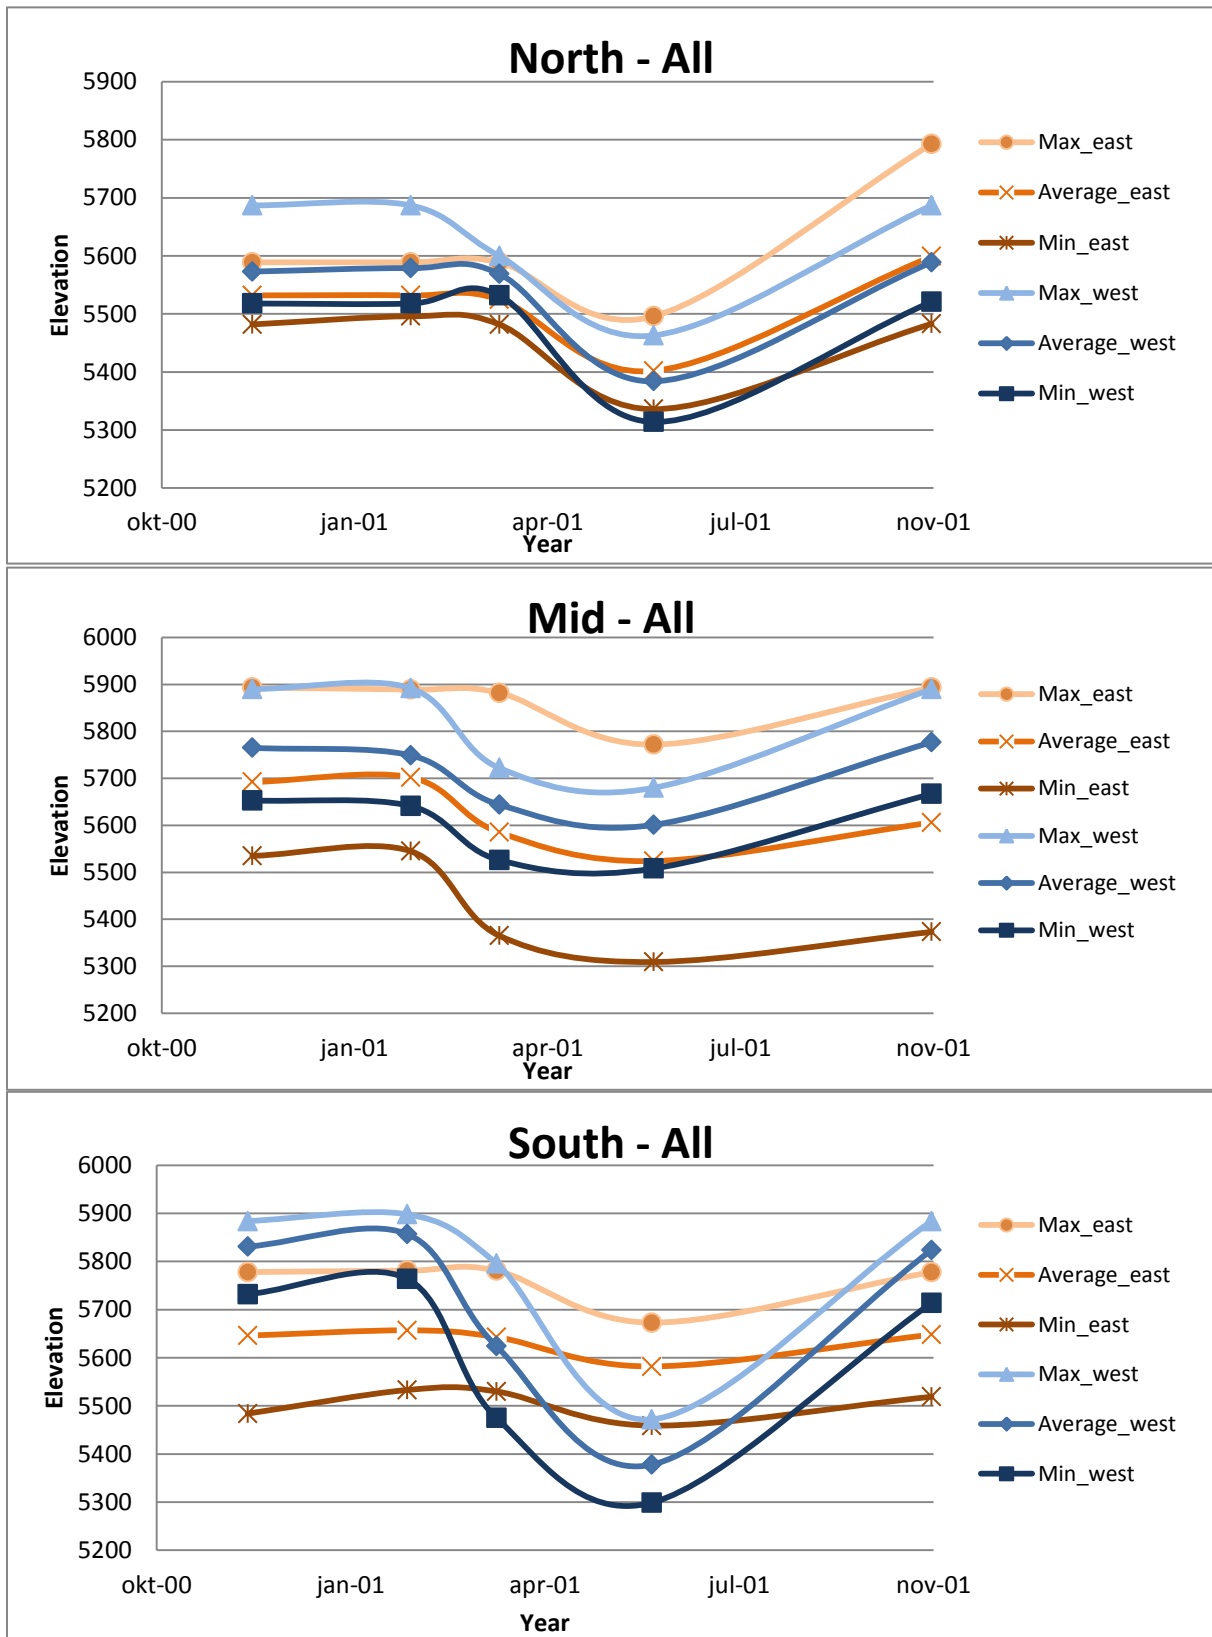 North - All
5900
5800
5700
5600
5500
5400
5300
5200
Elevation
okt-00 jan-01 apr-01 jul-01 nov-01
Year
Max_east
Average_east
Min_east
Max_west
Average_west
Min_west
Mid - All
6000
5900
5800
5700
5600
5500
5400
5300
5200
Elevation
okt-00 jan-01 apr-01 jul-01 nov-01
Year
Max_east
Average_east
Min_east
Max_west
Average_west
Min_west
South - All
6000
5900
5800
5700
5600
5500
5400
5300
5200
Elevation
okt-00 jan-01 apr-01 jul-01 nov-01
Year
Max_east
Average_east
Min_east
Max_west
Average_west
Min_west